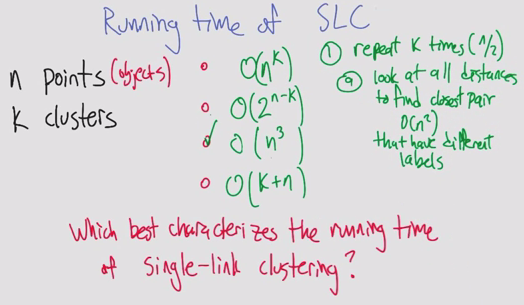 Running time of SLC
n points (objects)
k clusters
O(n^k)
O(2^{n-k})
✓ O(n^3)
O(k+n)
① repeat k times (n/2)
ⓐ look at all distances
to find closest pair
O(n^2)
that have different
labels
Which best characterizes the running time
of single-link clustering?